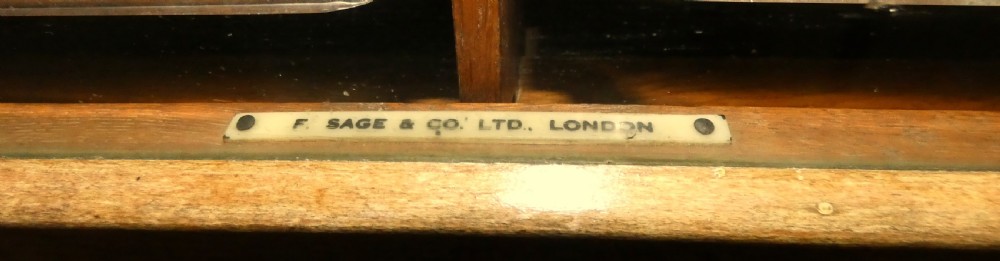 F. SAGE & CO. LTD., LONDON